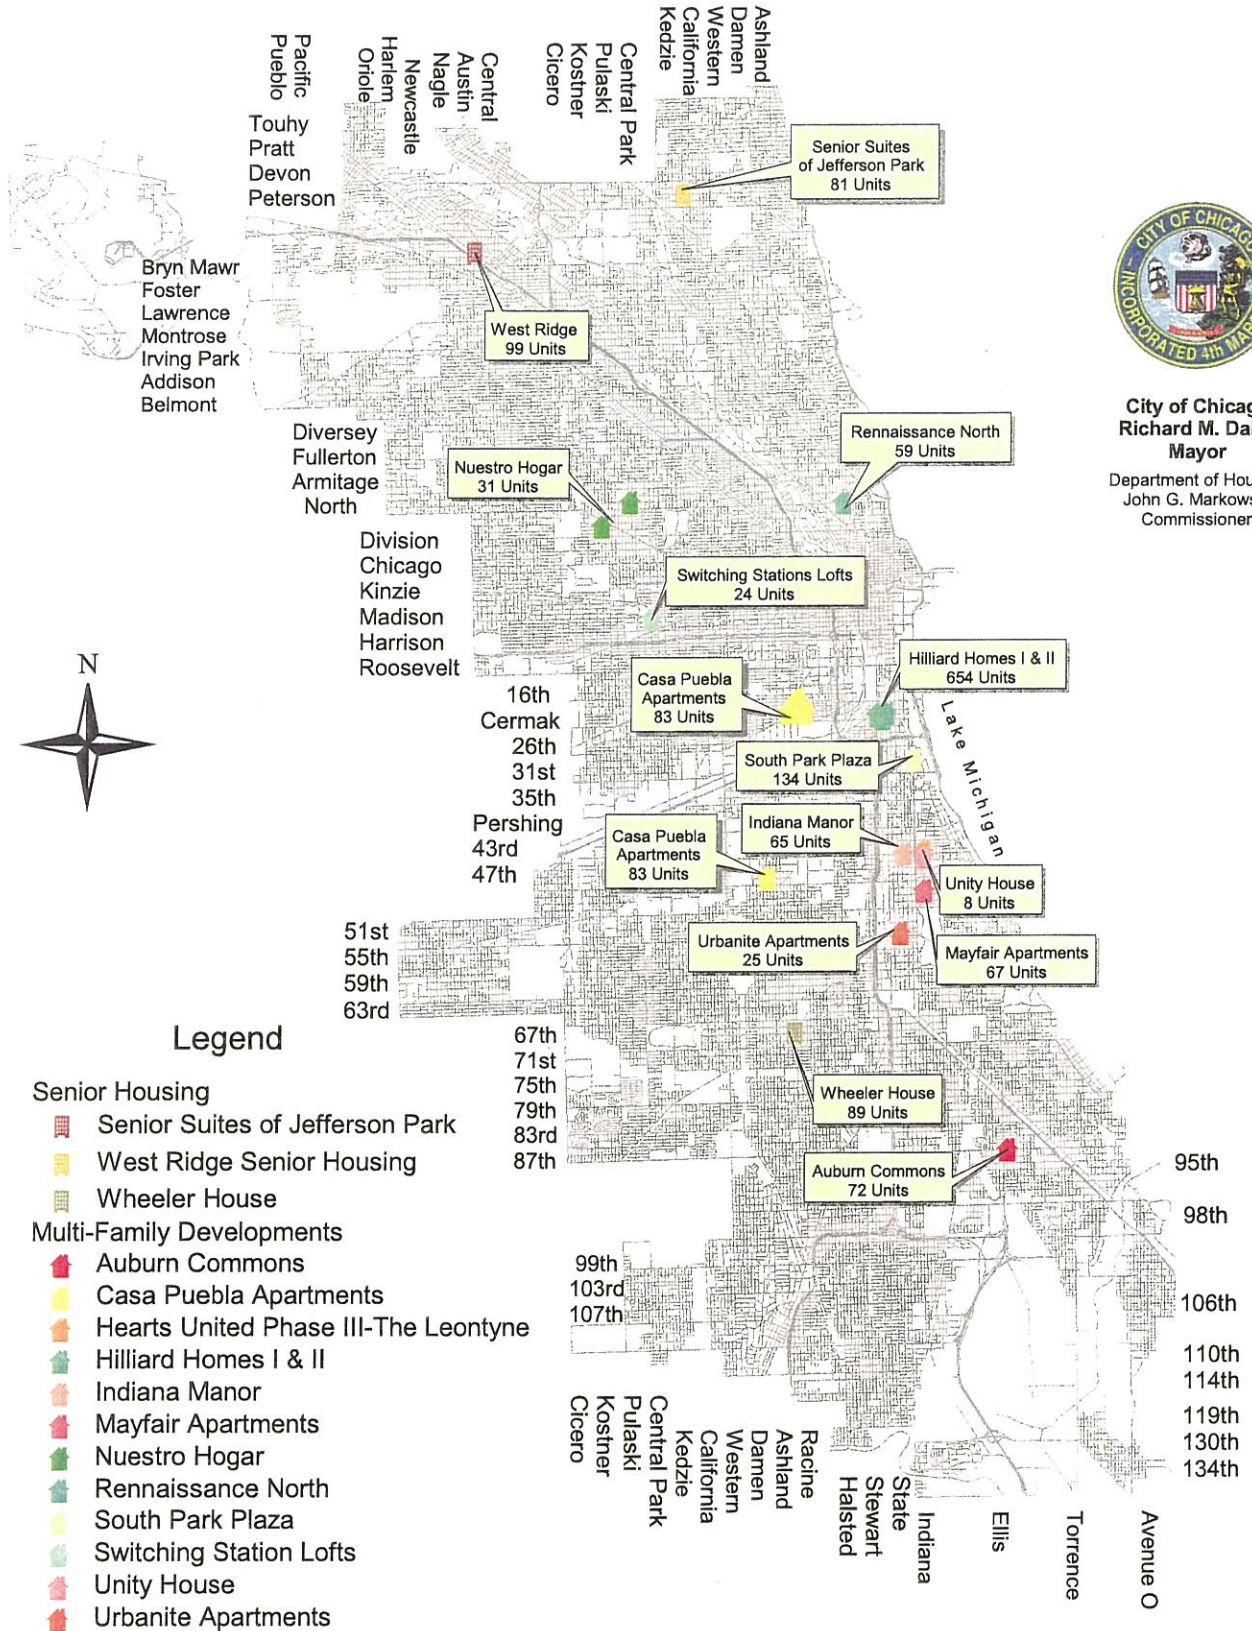 Pacific
Pueblo
Harlem
Oriole
Newcastle
Nagle
Austin
Central
Cicero
Kostner
Pulaski
Central Park
Kedzie
California
Western
Damen
Ashland
Touhy
Pratt
Devon
Peterson
Senior Suites
of Jefferson Park
81 Units
Bryn Mawr
Foster
Lawrence
Montrose
Irving Park
Addison
Belmont
West Ridge
99 Units
CITY OF CHICAGO
INCORPORATED 4th MAR
City of Chicag
Richard M. Dal
Mayor
Department of Hou
John G. Markows
Commissioner
Diversey
Fullerton
Armitage
North
Nuestro Hogar
31 Units
Rennaissance North
59 Units
Division
Chicago
Kinzie
Madison
Harrison
Roosevelt
Switching Stations Lofts
24 Units
N
Casa Puebla
Apartments
83 Units
Hilliard Homes I & II
654 Units
16th
Cermak
26th
31st
35th
Pershing
43rd
47th
Lake Michigan
South Park Plaza
134 Units
Indiana Manor
65 Units
Casa Puebla
Apartments
83 Units
Unity House
8 Units
Urbanite Apartments
25 Units
Mayfair Apartments
67 Units
51st
55th
59th
63rd
67th
71st
75th
79th
83rd
87th
Wheeler House
89 Units
Auburn Commons
72 Units
95th
98th
99th
103rd
107th
106th
110th
114th
119th
130th
134th
Cicero
Kostner
Pulaski
Central Park
Kedzie
California
Western
Damen
Ashland
Racine
Halsted
Stewart
State
Indiana
Ellis
Torrence
Avenue O
Legend
Senior Housing
Senior Suites of Jefferson Park
West Ridge Senior Housing
Wheeler House
Multi-Family Developments
Auburn Commons
Casa Puebla Apartments
Hearts United Phase III-The Leontyne
Hilliard Homes I & II
Indiana Manor
Mayfair Apartments
Nuestro Hogar
Rennaissance North
South Park Plaza
Switching Station Lofts
Unity House
Urbanite Apartments